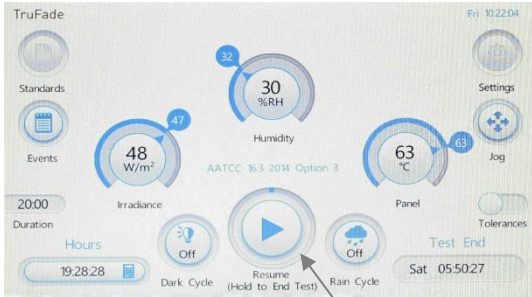 TruFade
Fri 10:22:04
Standards
Settings
32
30
%RH
Humidity
47
48
W/m²
Irradiance
63
63
°C
Panel
Events
Jog
AATCC 16.3 2014 Option 3
20:00
Duration
Tolerances
Hours
19:28:28
Off
Dark Cycle
Resume
(Hold to End Test)
Off
Rain Cycle
Test End
Sat 05:50:27